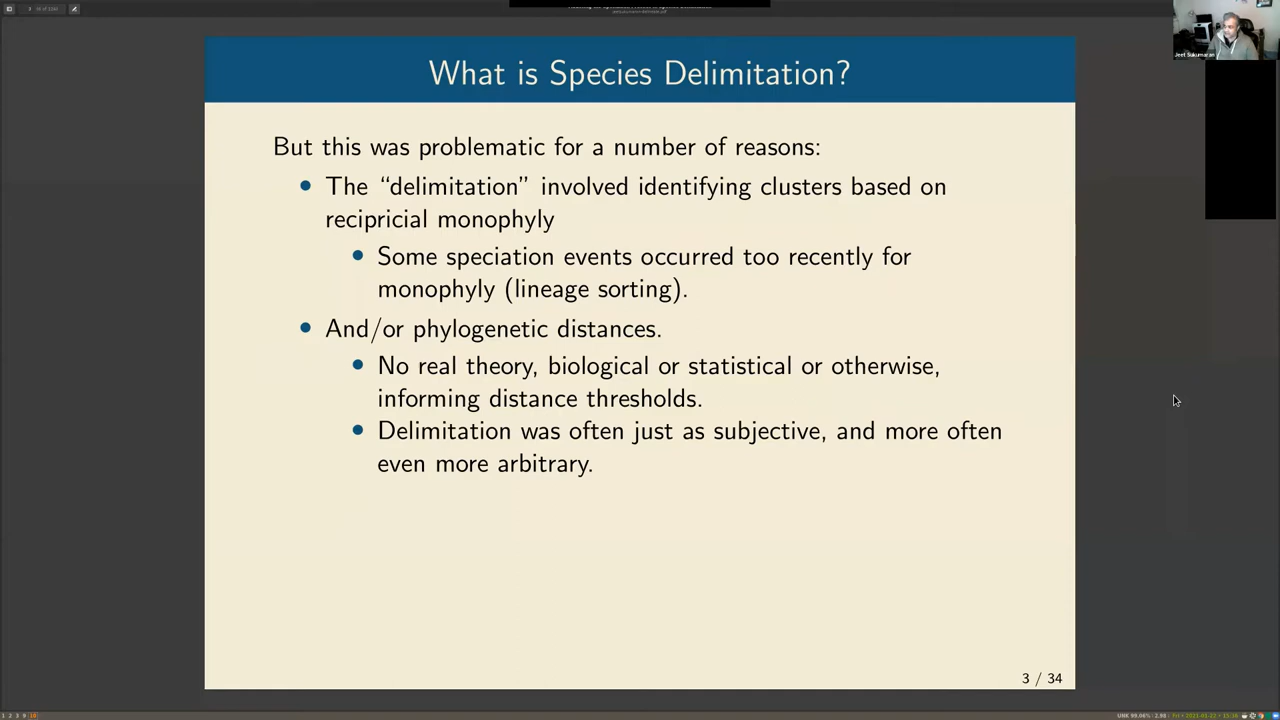 What is Species Delimitation?
But this was problematic for a number of reasons:
The “delimitation” involved identifying clusters based on
recipricial monophyly
Some speciation events occurred too recently for
monophyly (lineage sorting).
And/or phylogenetic distances.
No real theory, biological or statistical or otherwise,
informing distance thresholds.
Delimitation was often just as subjective, and more often
even more arbitrary.
3 / 34
Jeet Sukumaran